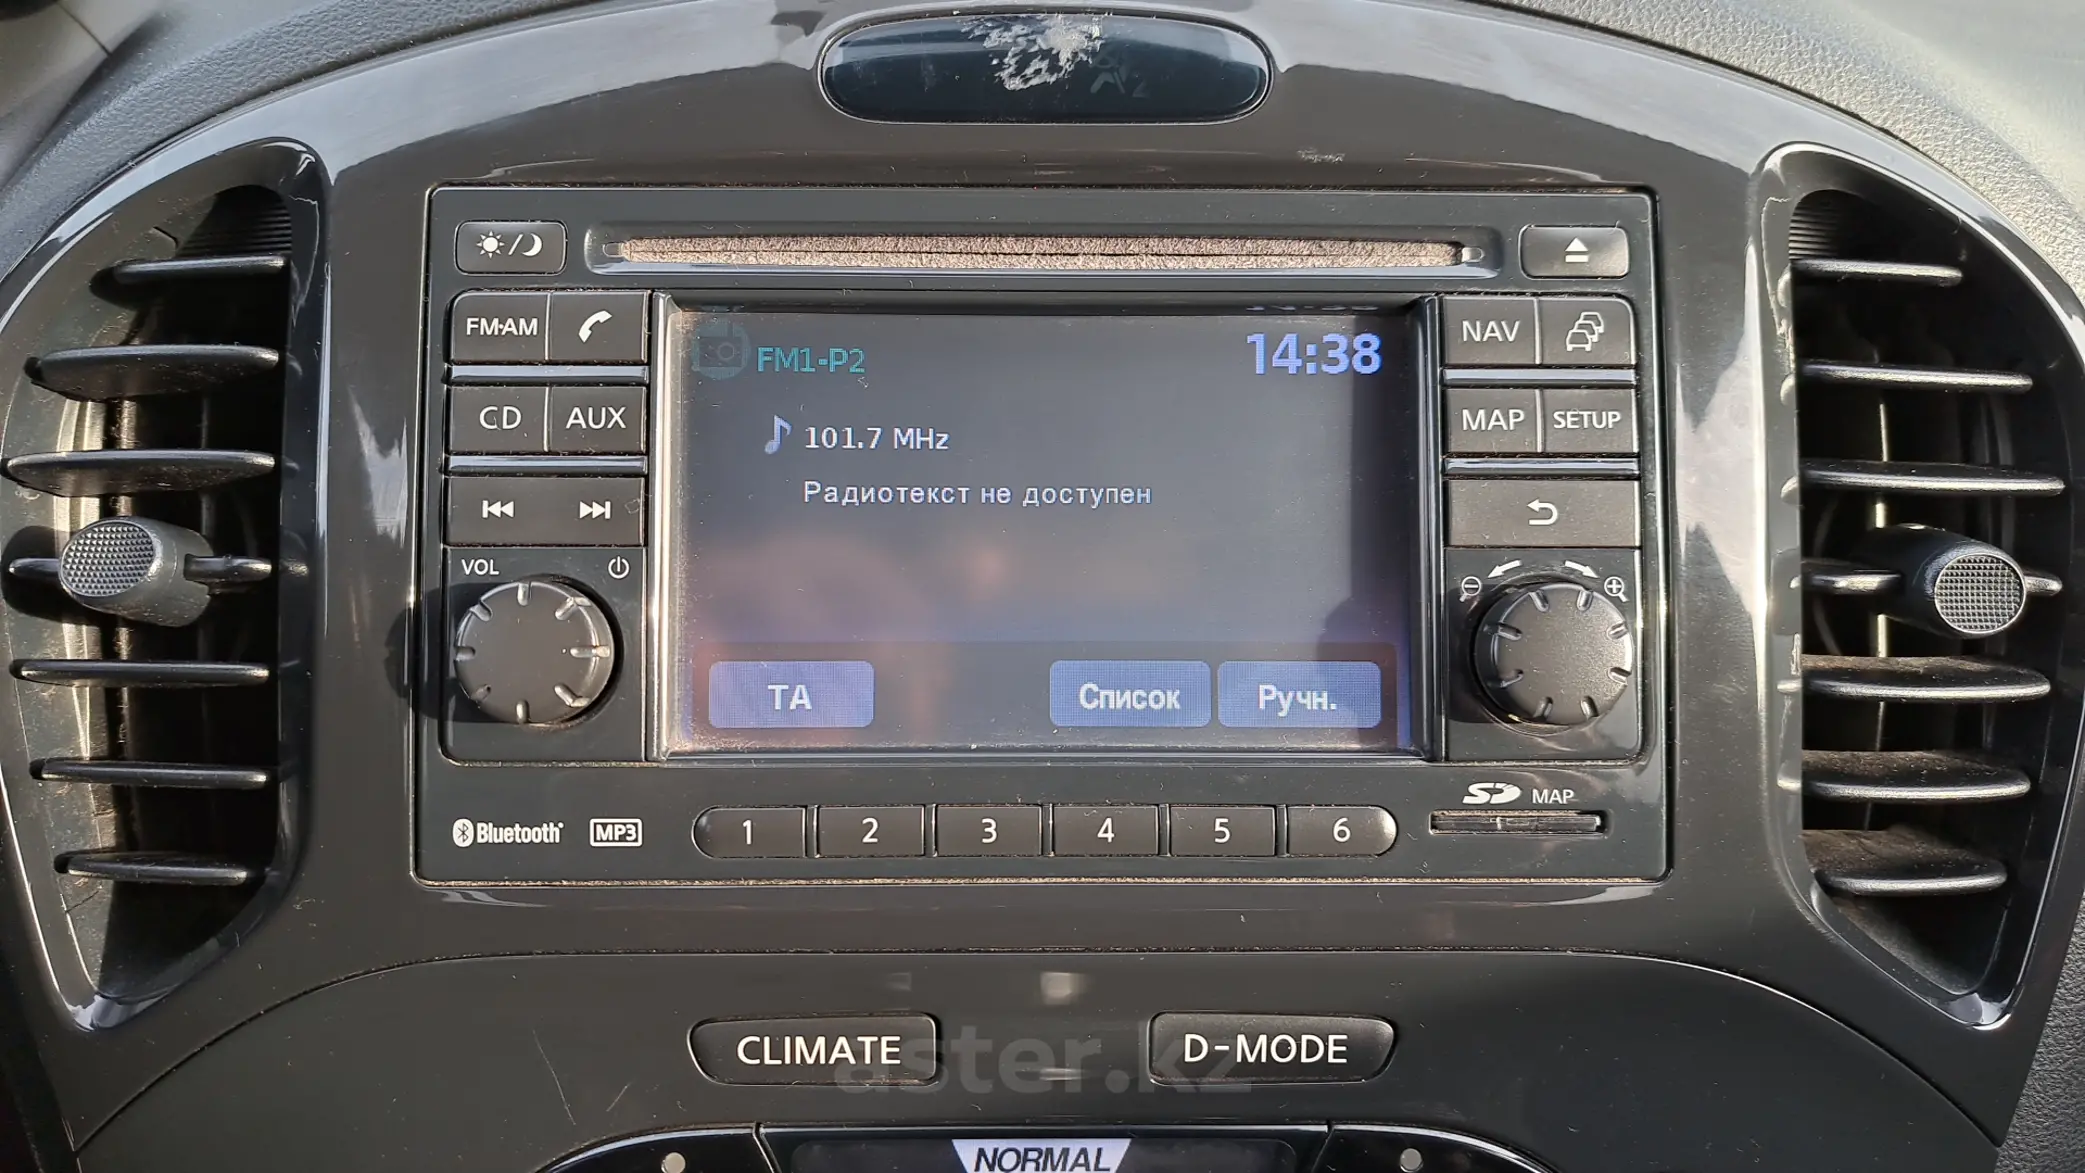 FM·AM
CD
AUX
VOL
FM1-P2
14:38
101.7 MHz
Радиотекст не доступен
TA
Список
Ручн.
NAV
MAP
SETUP
SD MAP
Bluetooth
MP3
1
2
3
4
5
6
CLIMATE
D-MODE
aster.kz
NORMAL